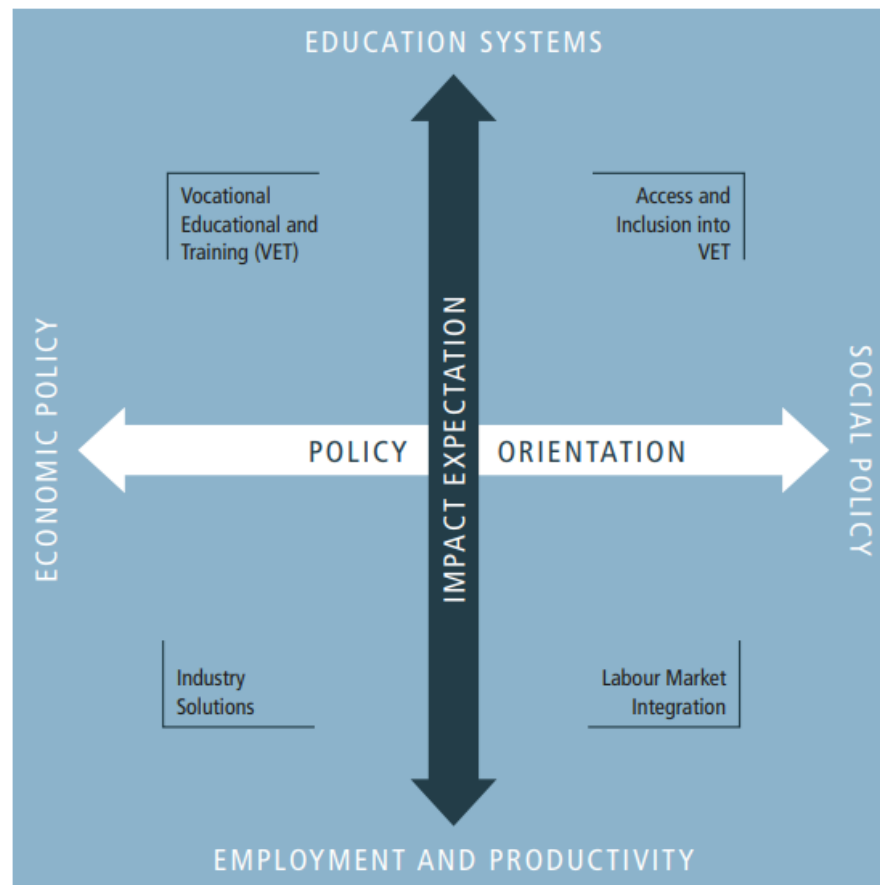 EDUCATION SYSTEMS
Vocational
Educational and
Training (VET)
Access and
Inclusion into
VET
ECONOMIC POLICY
IMPACT EXPECTATION
SOCIAL POLICY
POLICY ORIENTATION
Industry
Solutions
Labour Market
Integration
EMPLOYMENT AND PRODUCTIVITY